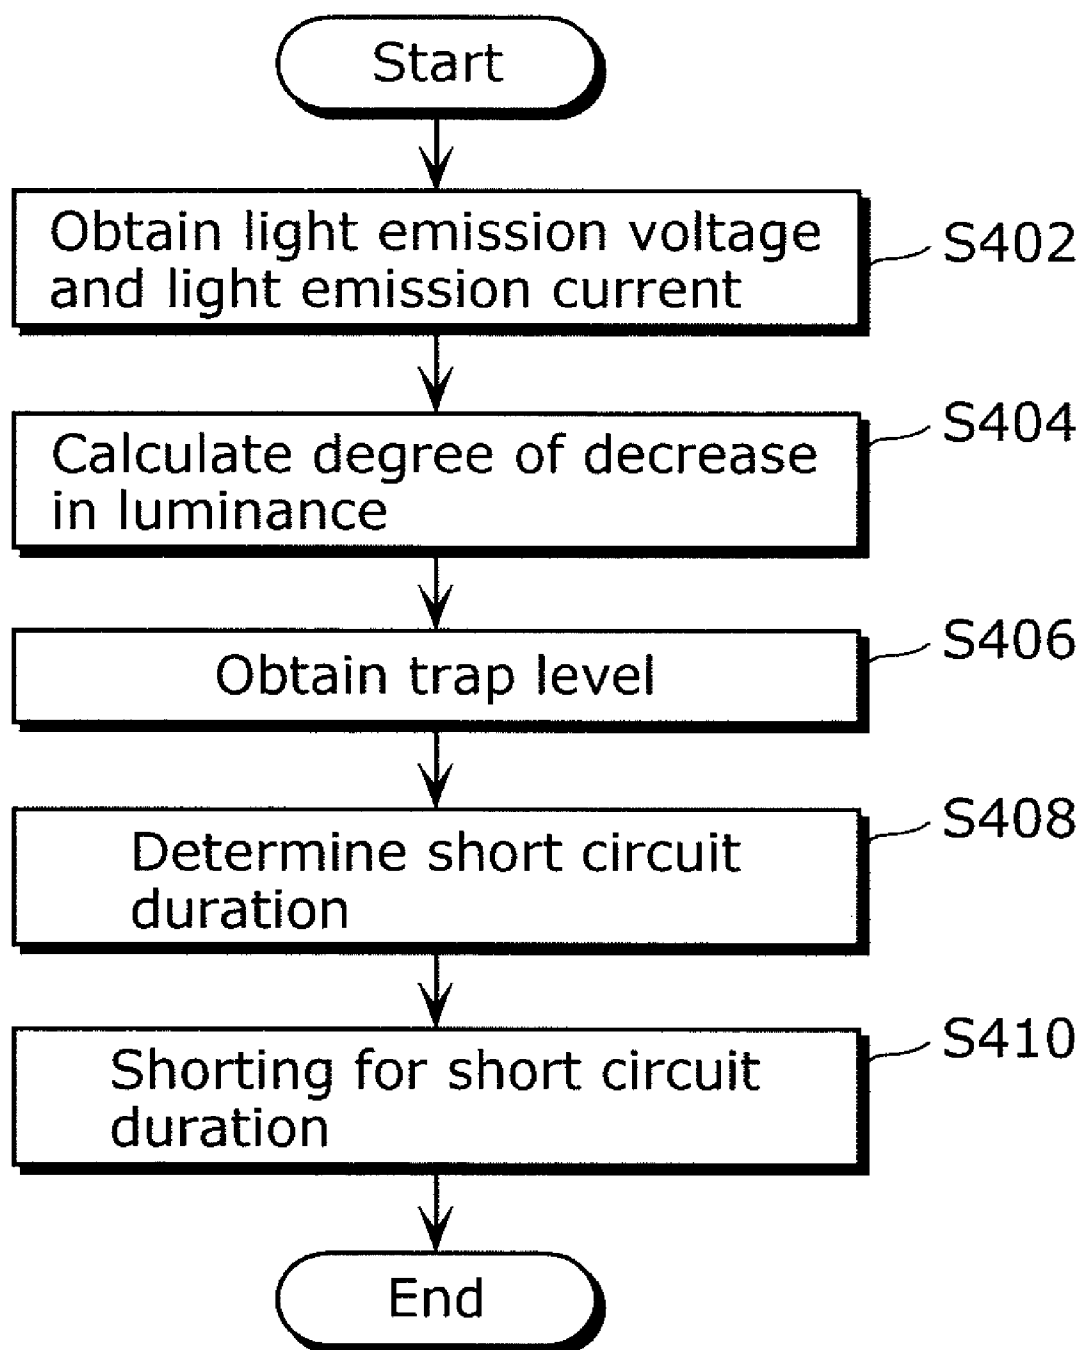 Start
Obtain light emission voltage
and light emission current
S402
Calculate degree of decrease
in luminance
S404
Obtain trap level
S406
Determine short circuit
duration
S408
Shorting for short circuit
duration
S410
End